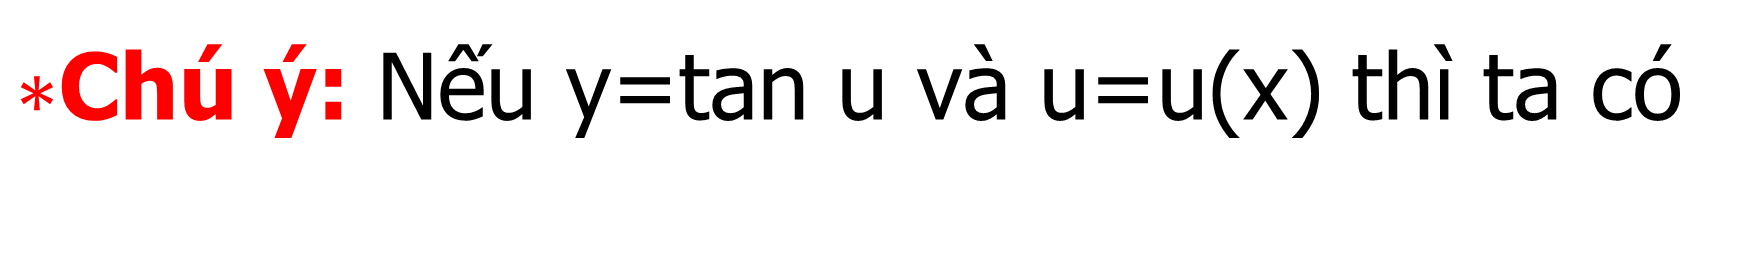 *Chú ý: Nếu y=tan u và u=u(x) thì ta có